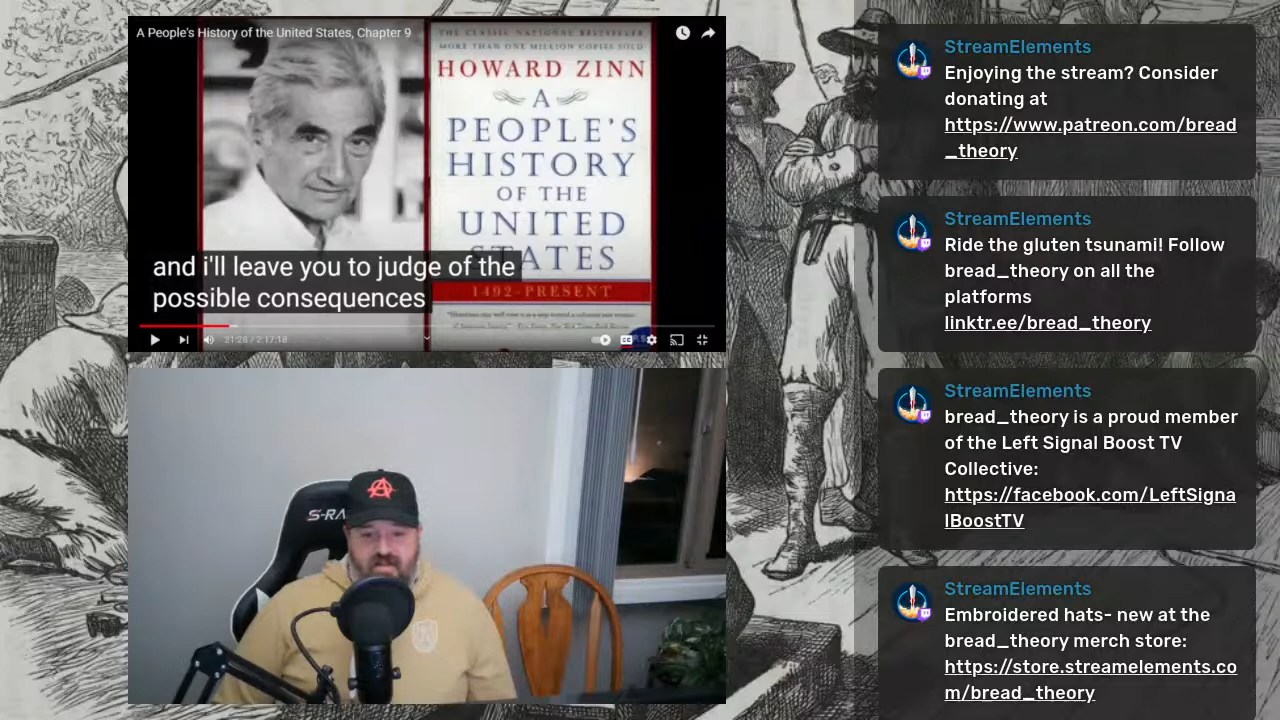 A People's History of the United States, Chapter 9
THE CLASSIC NATIONAL BESTSELLER
MORE THAN ONE MILLION COPIES SOLD
HOWARD ZINN
A
PEOPLE'S
HISTORY
OF THE
UNITED
STATES
1492-PRESENT
and i'll leave you to judge of the
possible consequences
21:28 / 2:17:18
S-RA
StreamElements
Enjoying the stream? Consider
donating at
https://www.patreon.com/bread
_theory
StreamElements
Ride the gluten tsunami! Follow
bread_theory on all the
platforms
linktr.ee/bread_theory
StreamElements
bread_theory is a proud member
of the Left Signal Boost TV
Collective:
https://facebook.com/LeftSigna
lBoostTV
StreamElements
Embroidered hats- new at the
bread_theory merch store:
https://store.streamelements.co
m/bread_theory